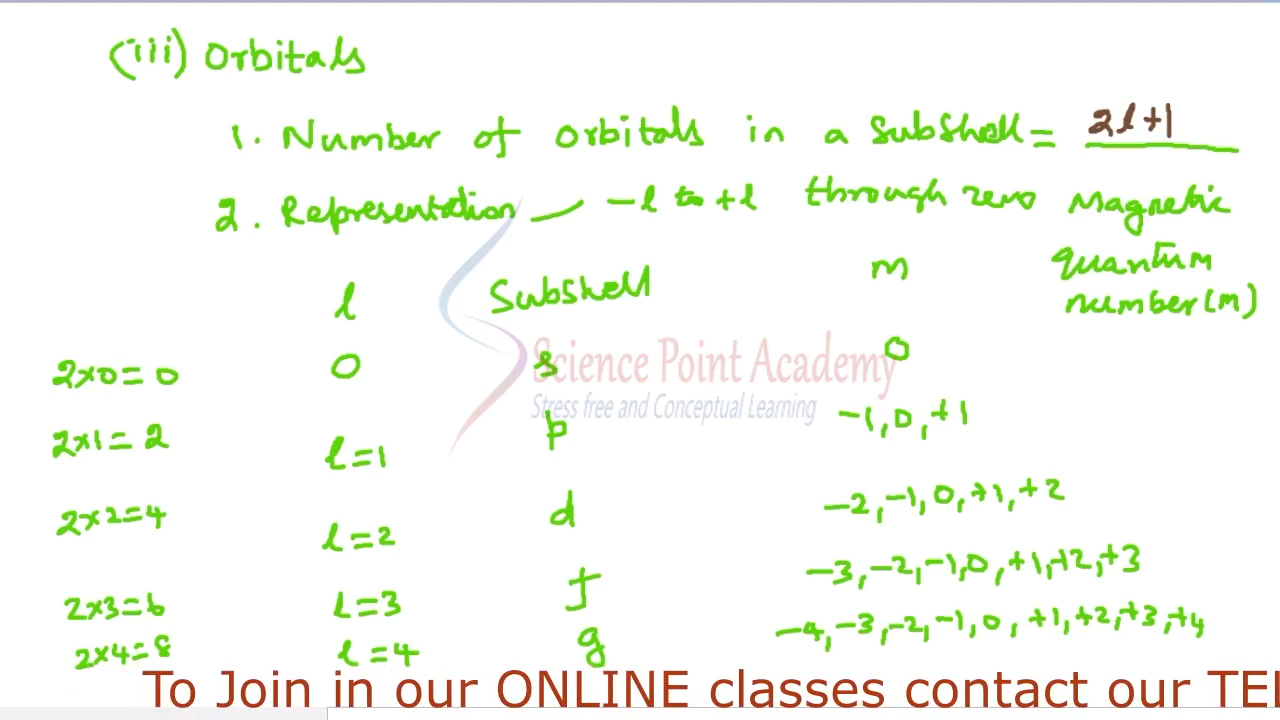 (iii) Orbitals
1. Number of orbitals in a subshell = 2l+1
2. Representation — -l to +l through zero Magnetic
quantum
number(m)
l Subshell m
Science Point Academy
Stress free and Conceptual Learning
2×0=0 0 s 0
2×1=2 l=1 p -1,0,+1
2×2=4 l=2 d -2,-1,0,+1,+2
2×3=6 l=3 f -3,-2,-1,0,+1,+2,+3
2×4=8 l=4 g -4,-3,-2,-1,0,+1,+2,+3,+4
To Join in our ONLINE classes contact our TEL